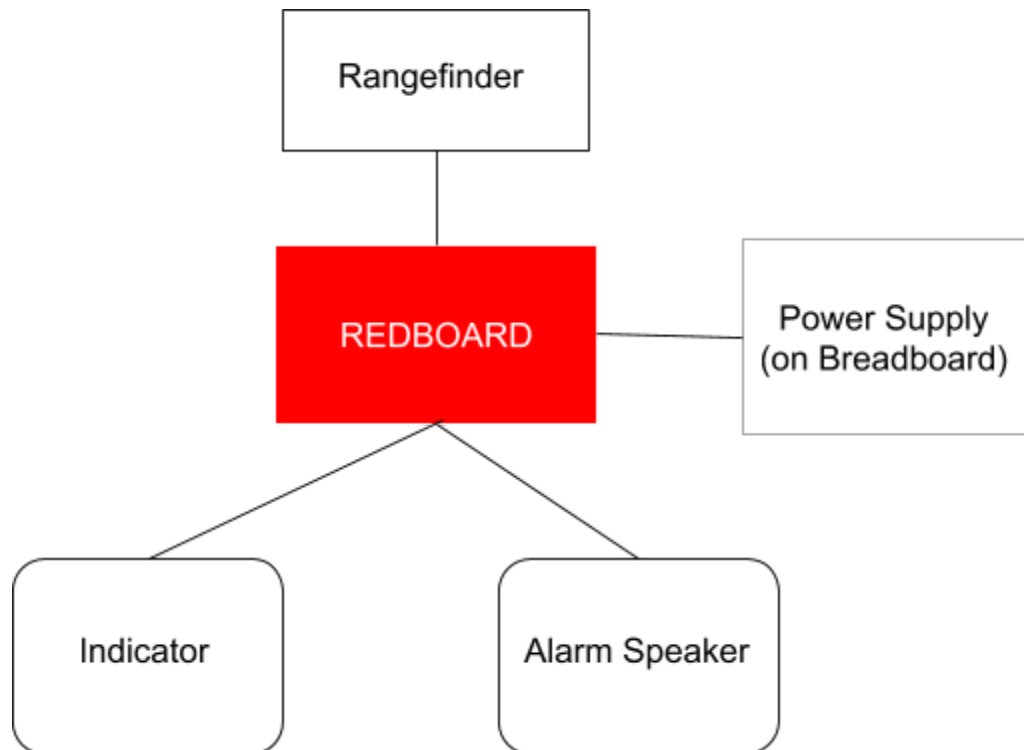 Rangefinder
REDBOARD
Power Supply
(on Breadboard)
Indicator
Alarm Speaker